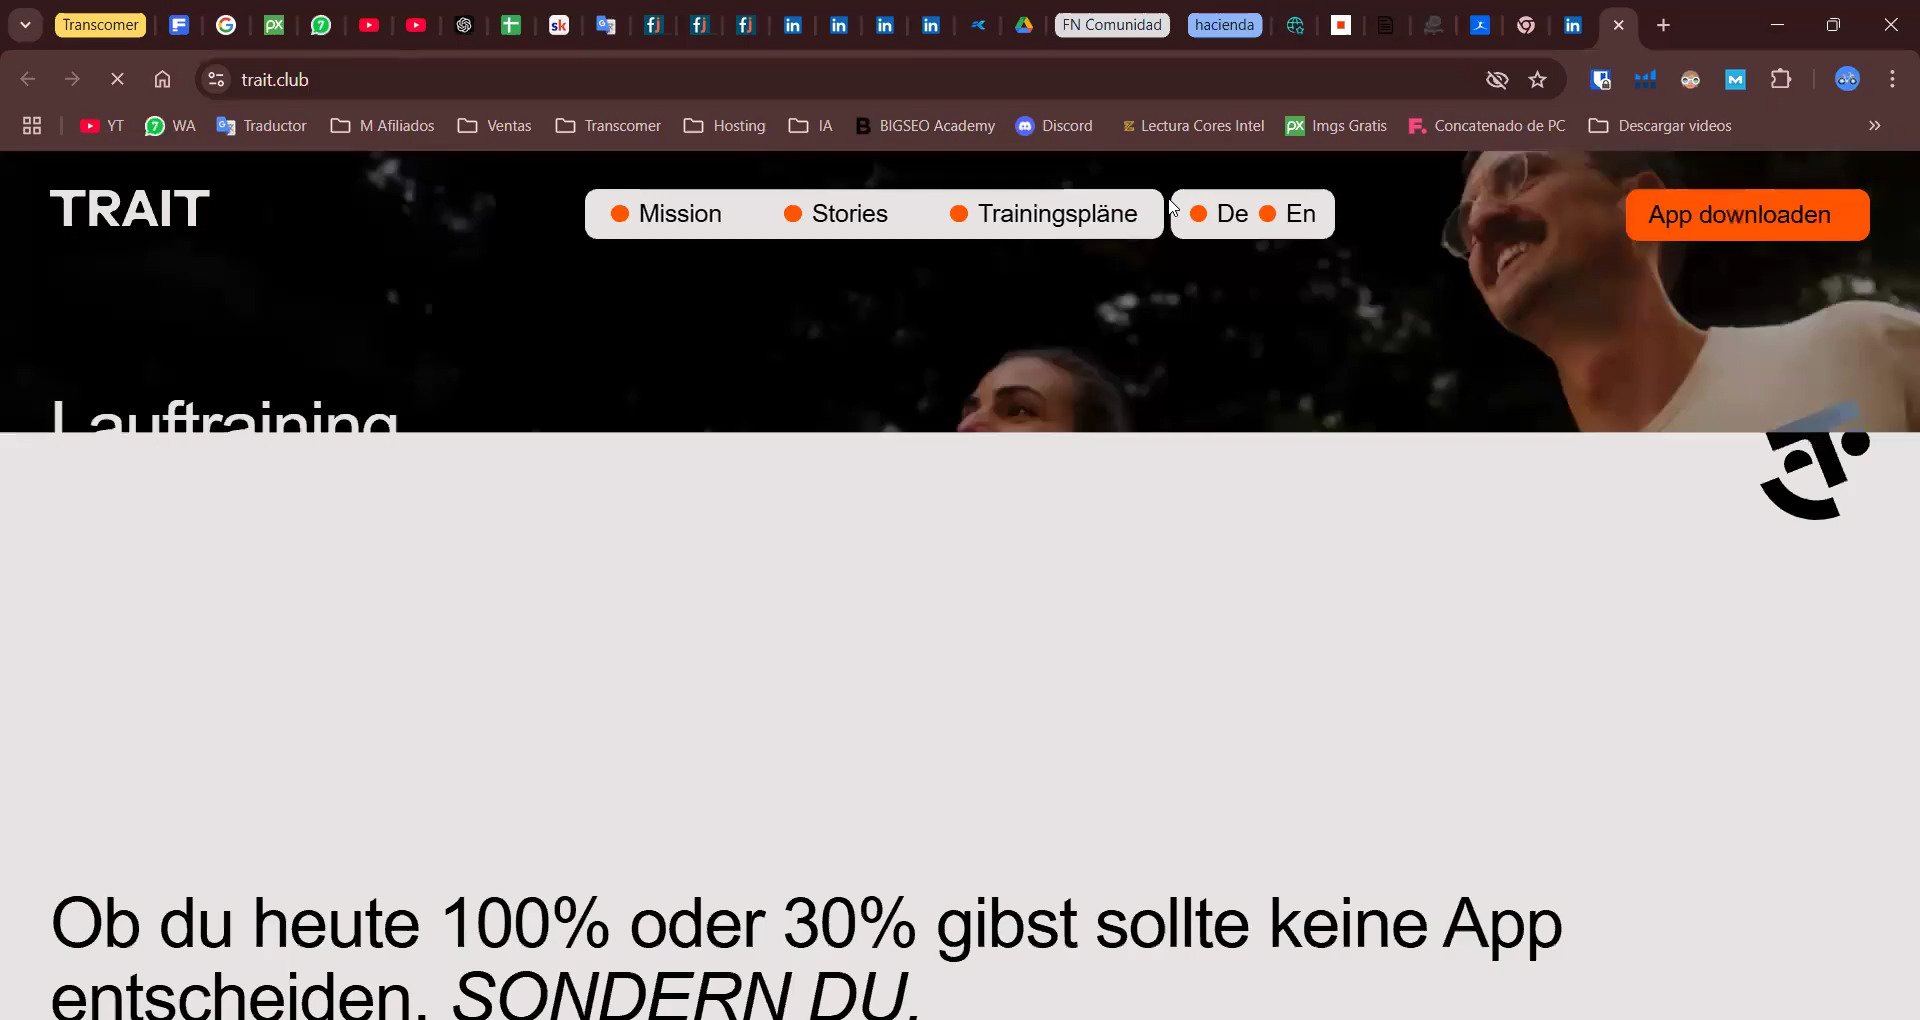 Transcomer
FN Comunidad
hacienda
trait.club
YT
WA
Traductor
M Afiliados
Ventas
Transcomer
Hosting
IA
BIGSEO Academy
Discord
Lectura Cores Intel
Imgs Gratis
Concatenado de PC
Descargar videos
TRAIT
Mission
Stories
Trainingspläne
De
En
App downloaden
Lauftraining
Ob du heute 100% oder 30% gibst sollte keine App
entscheiden. SONDERN DU.